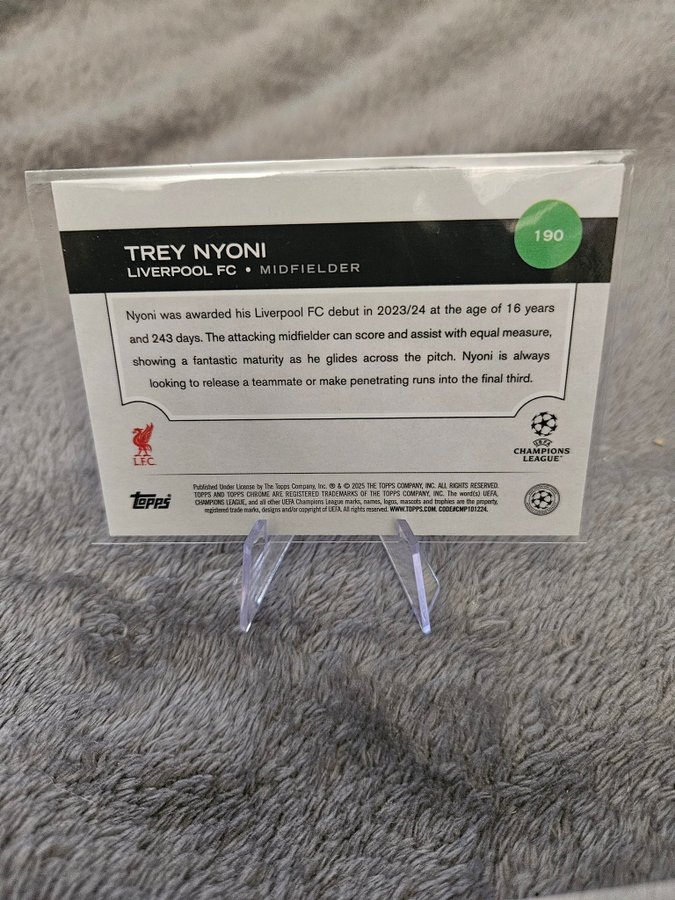 190
TREY NYONI
LIVERPOOL FC • MIDFIELDER
Nyoni was awarded his Liverpool FC debut in 2023/24 at the age of 16 years
and 243 days. The attacking midfielder can score and assist with equal measure,
showing a fantastic maturity as he glides across the pitch. Nyoni is always
looking to release a teammate or make penetrating runs into the final third.
L.F.C.
UEFA
CHAMPIONS
LEAGUE
topps
Published Under License by The Topps Company, Inc. ® & © 2025 THE TOPPS COMPANY, INC. ALL RIGHTS RESERVED.
TOPPS AND TOPPS CHROME ARE REGISTERED TRADEMARKS OF THE TOPPS COMPANY, INC. The word(s) UEFA,
CHAMPIONS LEAGUE, and all other UEFA Champions League marks, names, logos, mascots and trophies are the property,
registered trade marks, designs and/or copyright of UEFA. All rights reserved. WWW.TOPPS.COM. CODE#CMP101224.